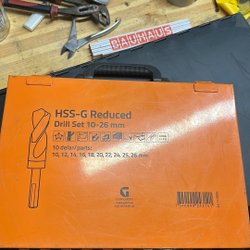 BAUHAUS
HSS-G Reduced
Drill Set 10-26 mm
10 delar/parts:
10, 12, 14, 16, 18, 20, 22, 24, 25, 26 mm
G